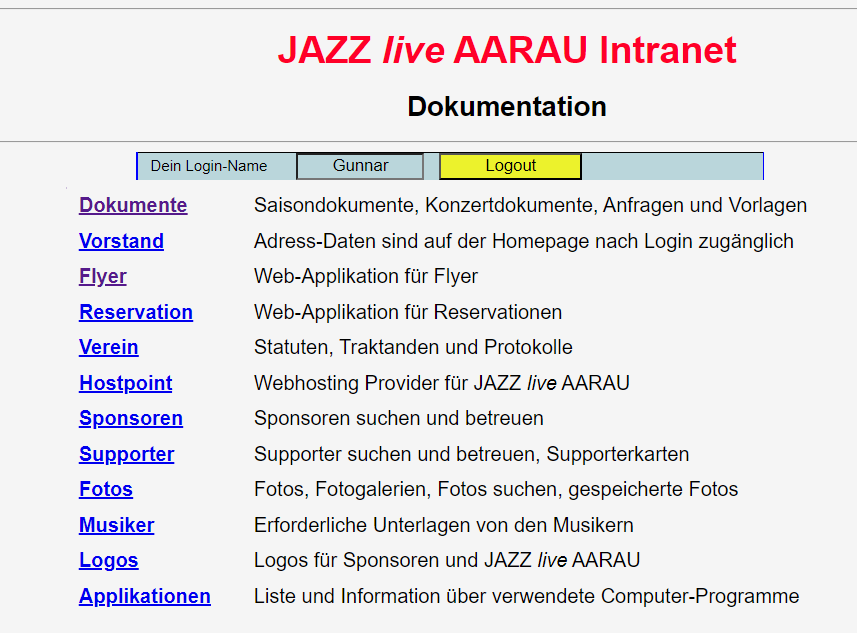 JAZZ live AARAU Intranet
Dokumentation
Dein Login-Name Gunnar Logout
Dokumente Saisondokumente, Konzertdokumente, Anfragen und Vorlagen
Vorstand Adress-Daten sind auf der Homepage nach Login zugänglich
Flyer Web-Applikation für Flyer
Reservation Web-Applikation für Reservationen
Verein Statuten, Traktanden und Protokolle
Hostpoint Webhosting Provider für JAZZ live AARAU
Sponsoren Sponsoren suchen und betreuen
Supporter Supporter suchen und betreuen, Supporterkarten
Fotos Fotos, Fotogalerien, Fotos suchen, gespeicherte Fotos
Musiker Erforderliche Unterlagen von den Musikern
Logos Logos für Sponsoren und JAZZ live AARAU
Applikationen Liste und Information über verwendete Computer-Programme